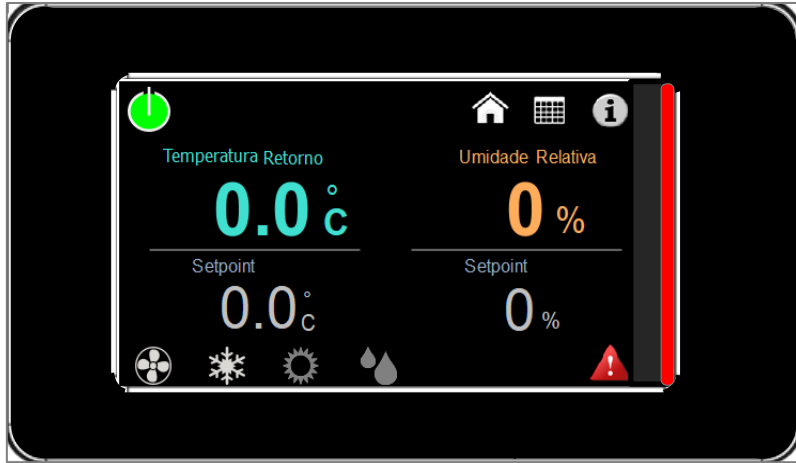 Temperatura Retorno
Umidade Relativa
0.0 °C
0 %
Setpoint
Setpoint
0.0 °C
0 %